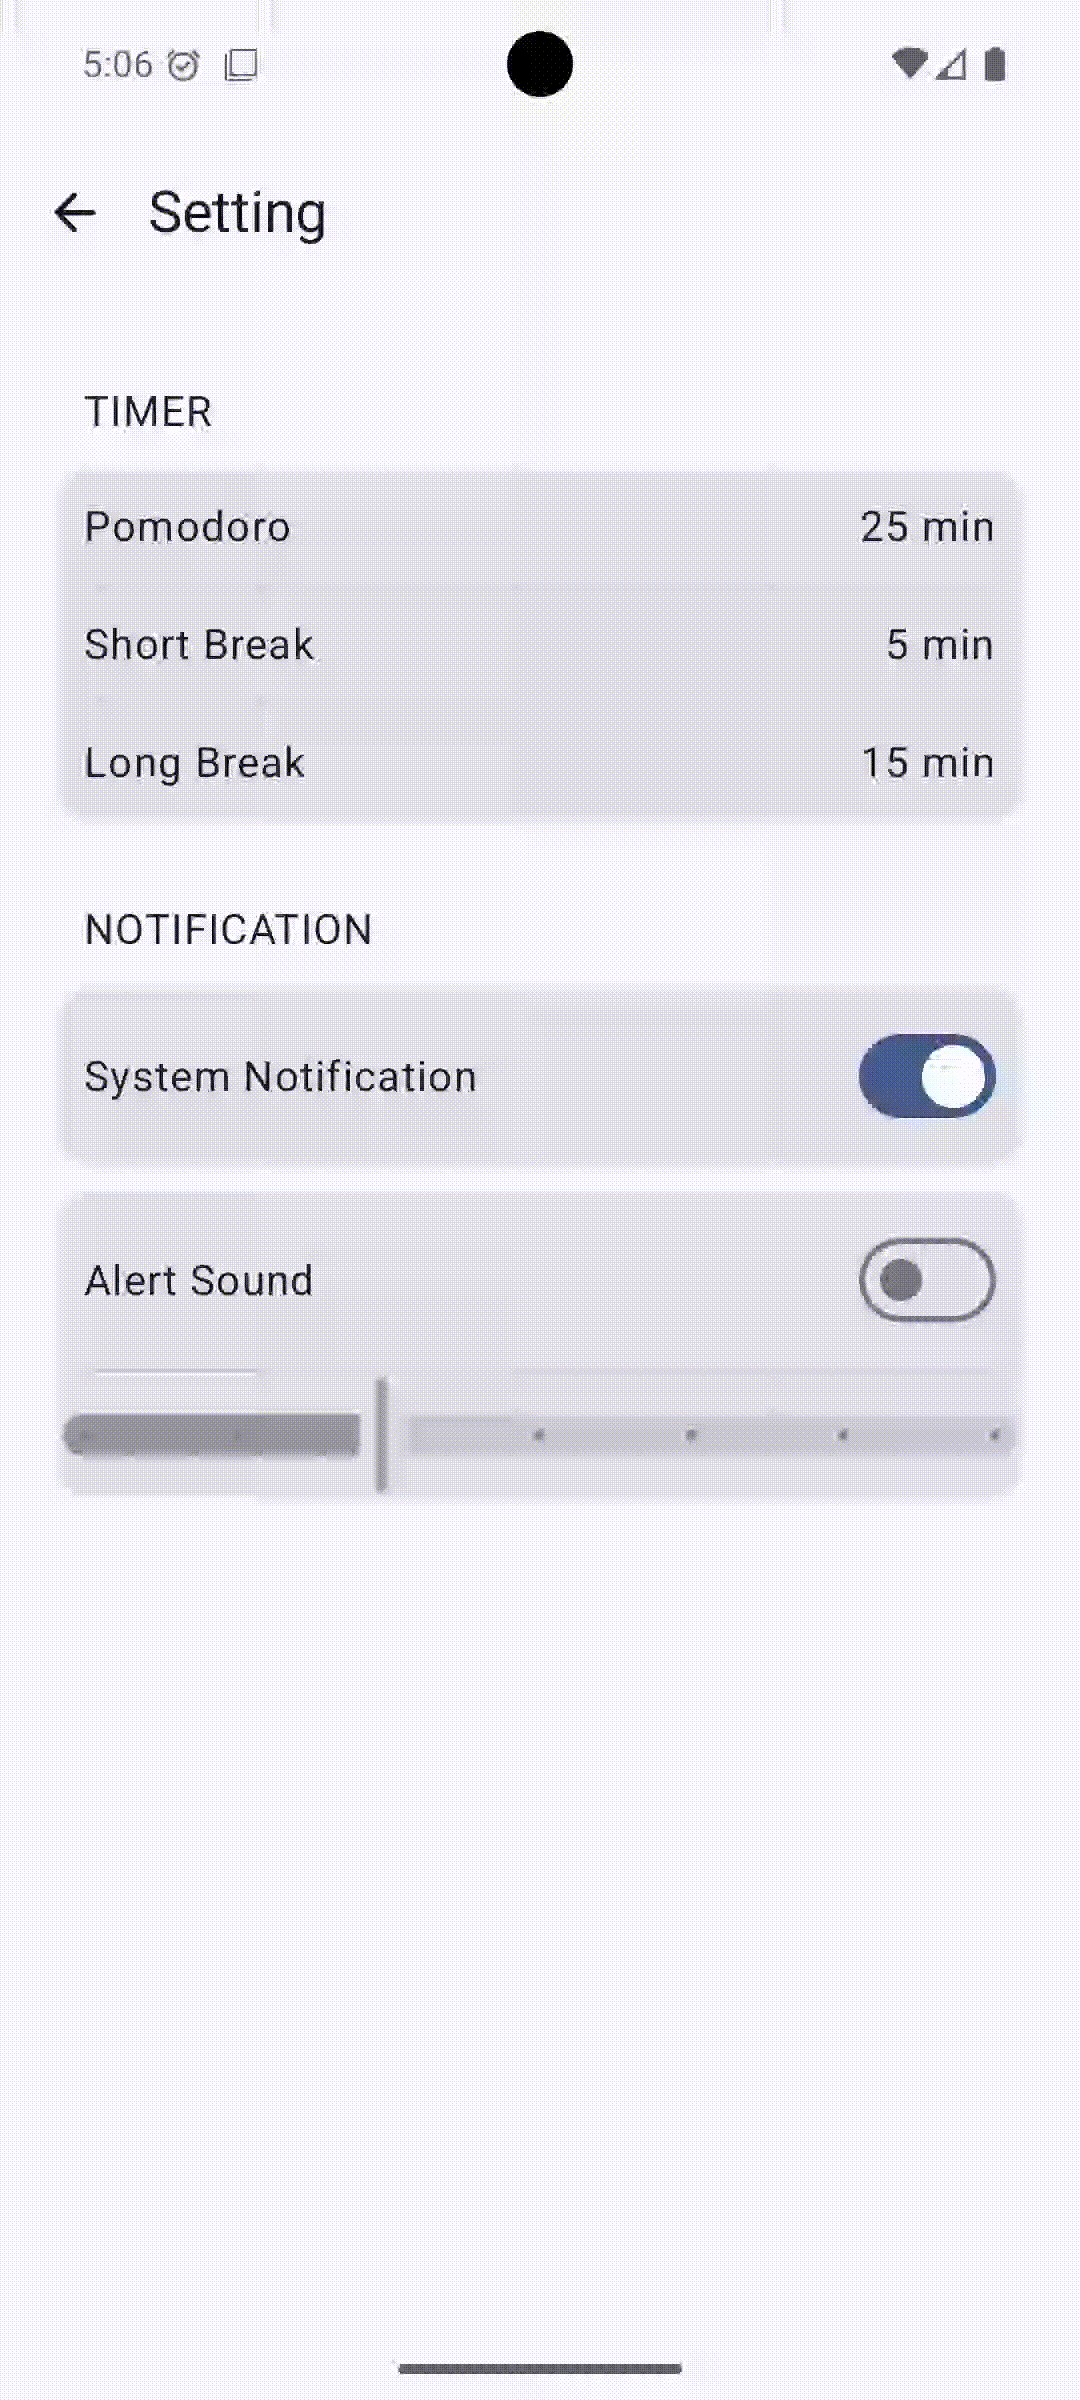 5:06
Setting
TIMER
Pomodoro 25 min
Short Break 5 min
Long Break 15 min
NOTIFICATION
System Notification
Alert Sound